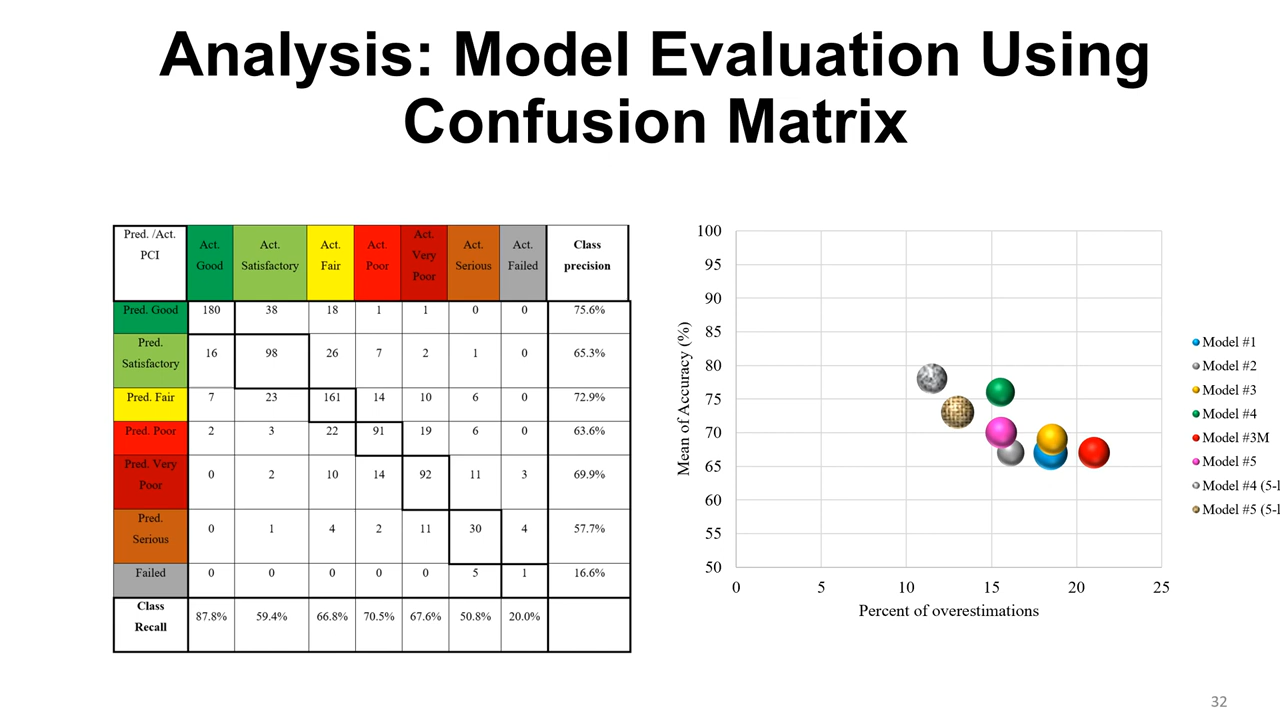 Analysis: Model Evaluation Using
Confusion Matrix
Pred. /Act. PCI Act. Good Act. Satisfactory Act. Fair Act. Poor Act. Very Poor Act. Serious Act. Failed Class precision
Pred. Good 180 38 18 1 1 0 0 75.6%
Pred. Satisfactory 16 98 26 7 2 1 0 65.3%
Pred. Fair 7 23 161 14 10 6 0 72.9%
Pred. Poor 2 3 22 91 19 6 0 63.6%
Pred. Very Poor 0 2 10 14 92 11 3 69.9%
Pred. Serious 0 1 4 2 11 30 4 57.7%
Failed 0 0 0 0 0 5 1 16.6%
Class Recall 87.8% 59.4% 66.8% 70.5% 67.6% 50.8% 20.0%
Mean of Accuracy (%)
100
95
90
85
80
75
70
65
60
55
50
0 5 10 15 20 25
Percent of overestimations
Model #1
Model #2
Model #3
Model #4
Model #3M
Model #5
Model #4 (5-l
Model #5 (5-l
32